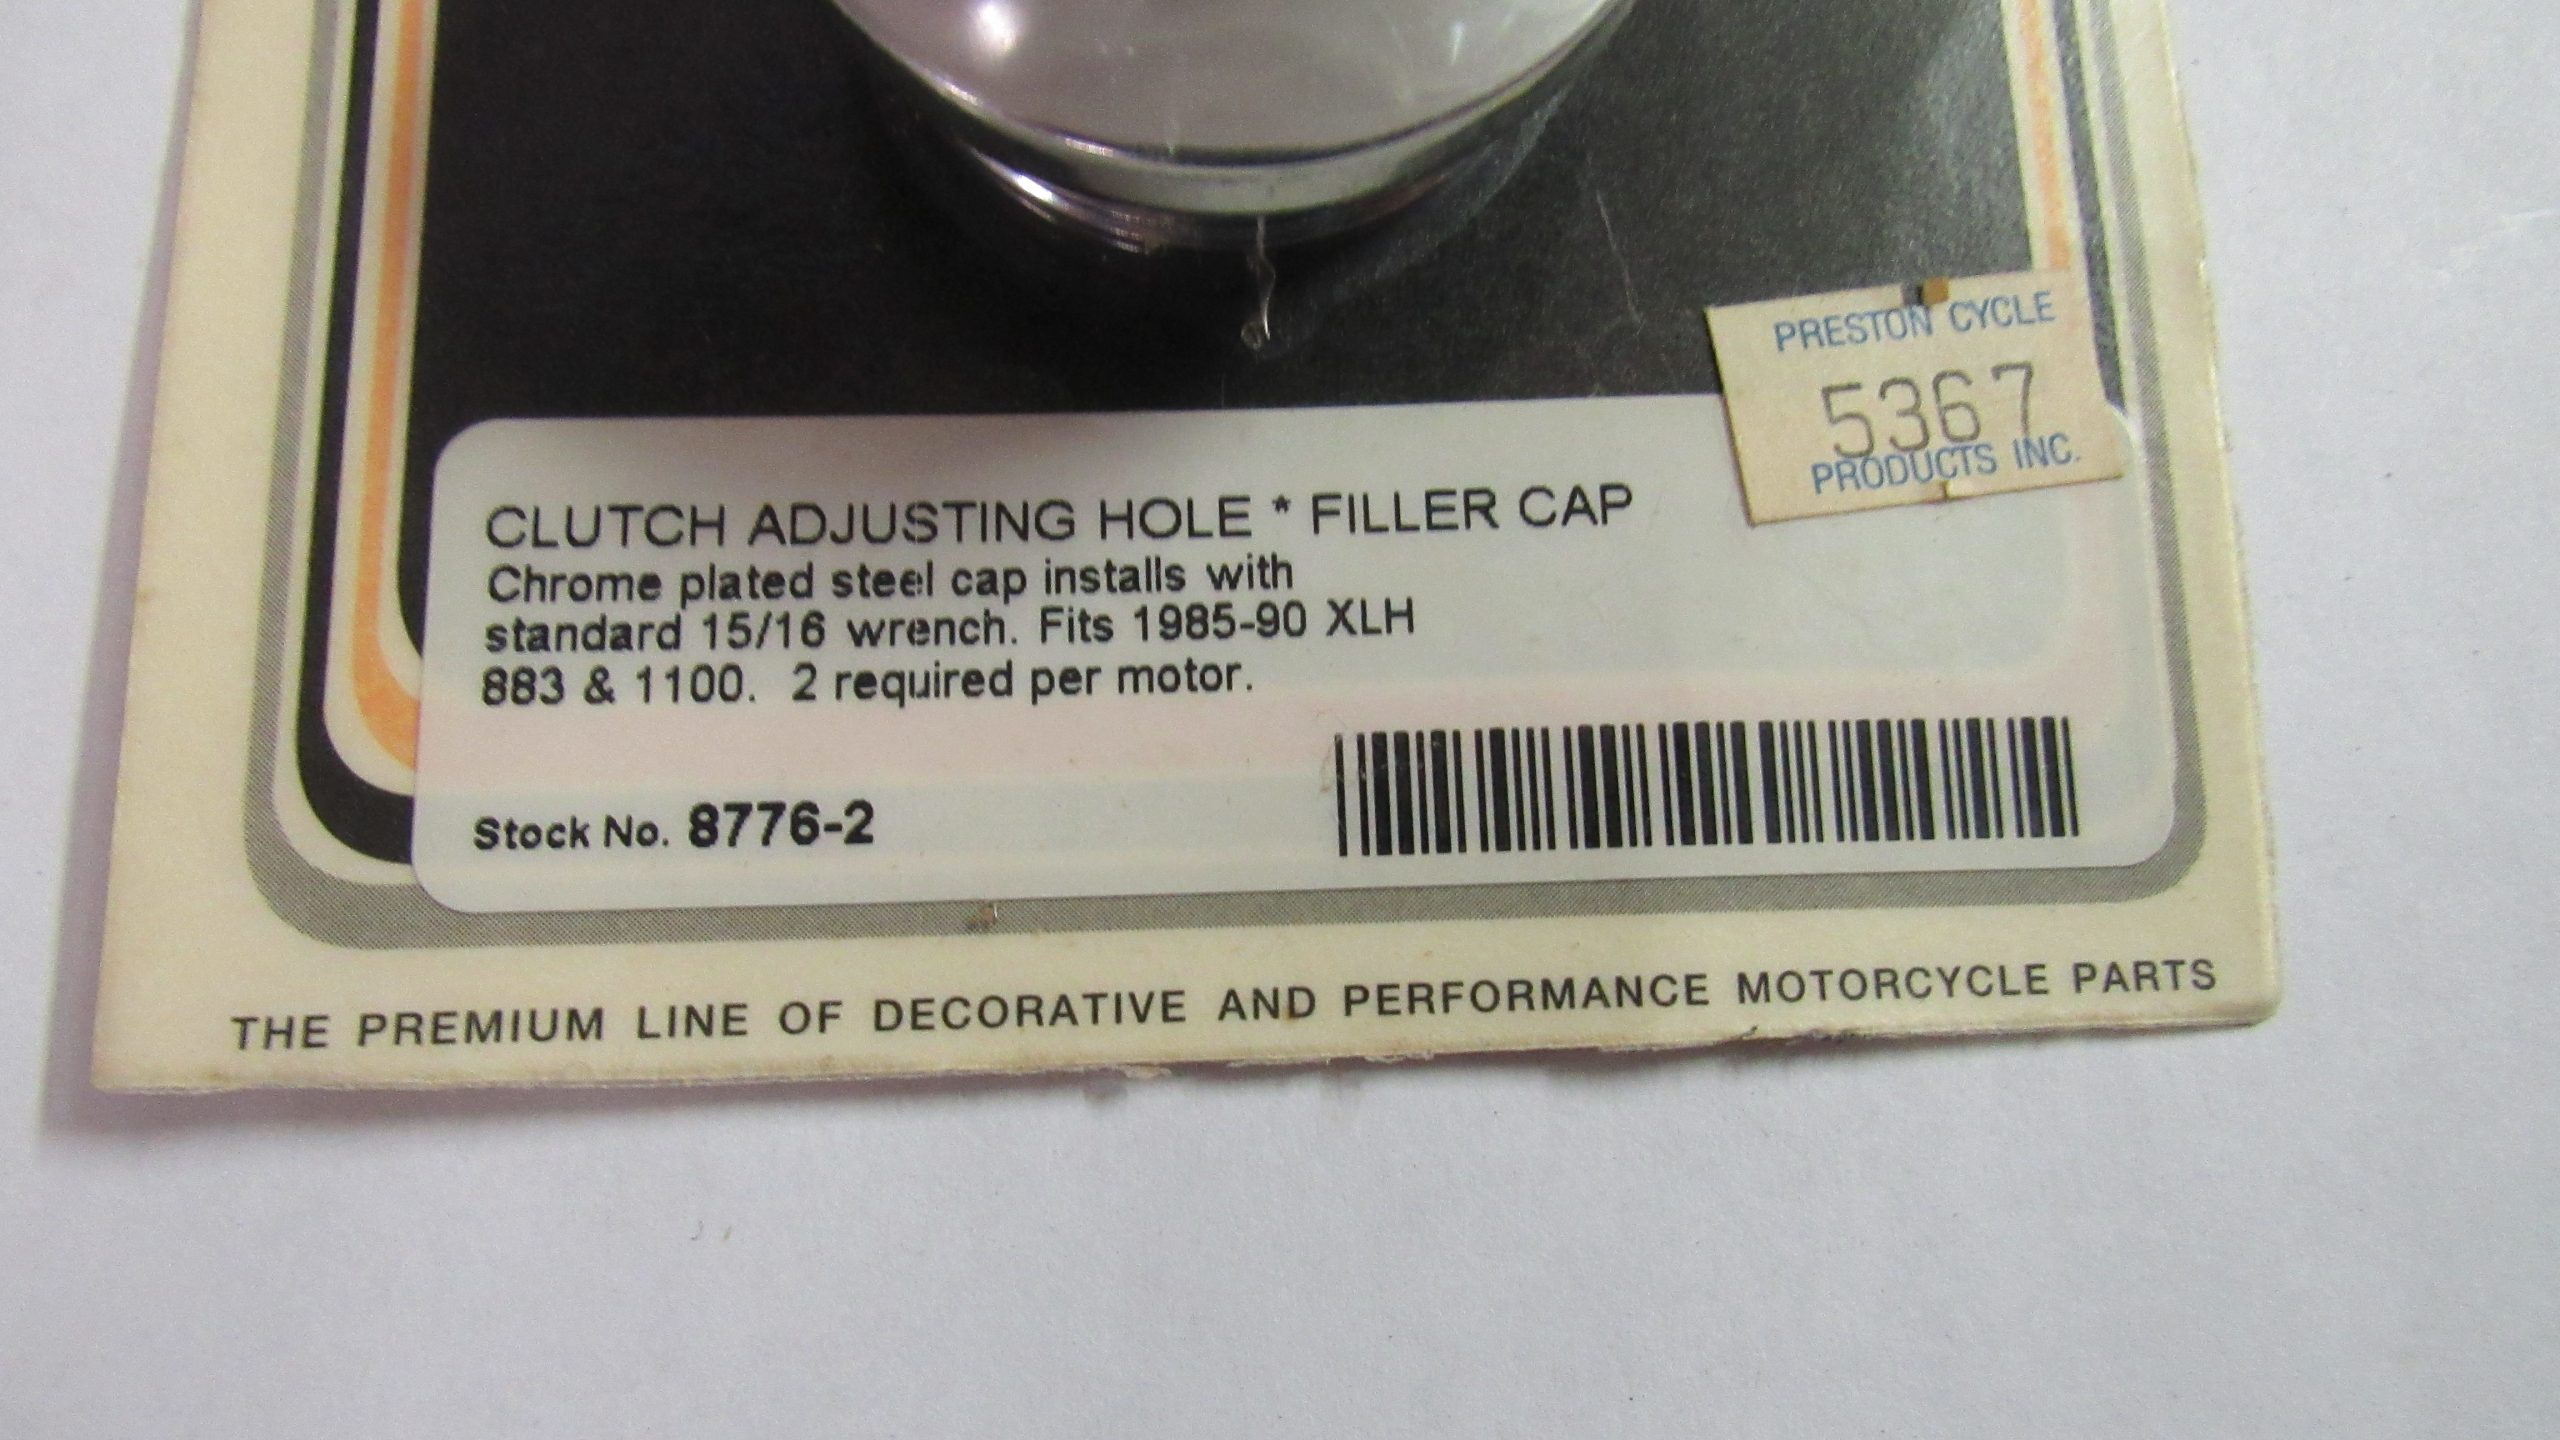 PRESTON CYCLE
5367
PRODUCTS INC.
CLUTCH ADJUSTING HOLE * FILLER CAP
Chrome plated steel cap installs with
standard 15/16 wrench. Fits 1985-90 XLH
883 & 1100.  2 required per motor.
Stock No. 8776-2
THE PREMIUM LINE OF DECORATIVE AND PERFORMANCE MOTORCYCLE PARTS